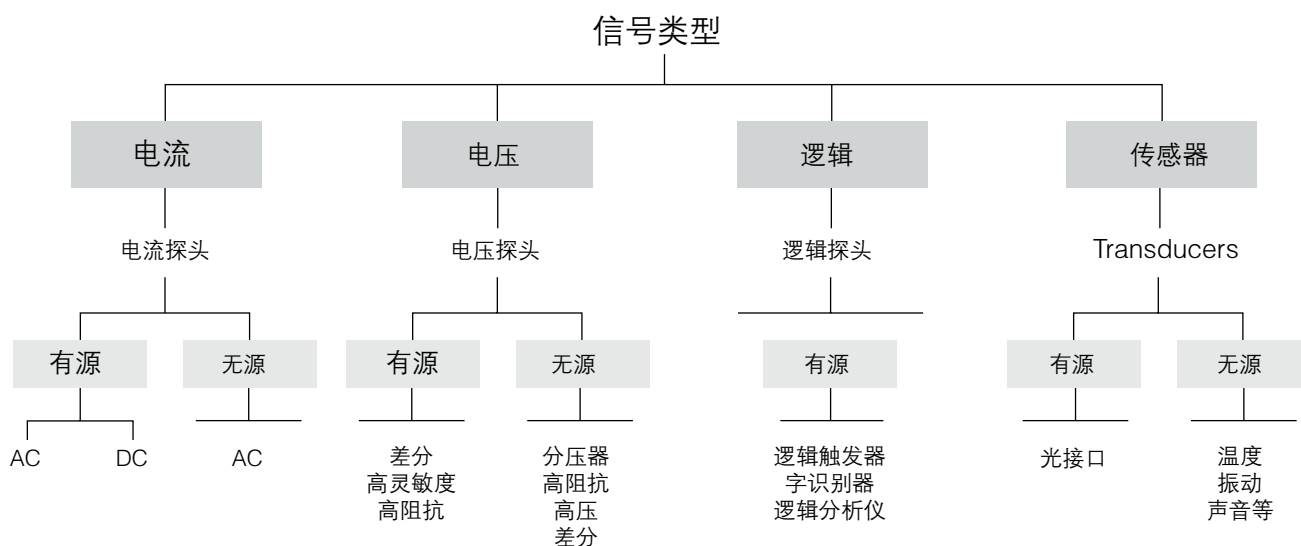 信号类型
电流
电压
逻辑
传感器
电流探头
电压探头
逻辑探头
Transducers
有源
无源
有源
无源
有源
有源
无源
AC
DC
AC
差分
高灵敏度
高阻抗
分压器
高阻抗
高压
差分
逻辑触发器
字识别器
逻辑分析仪
光接口
温度
振动
声音等